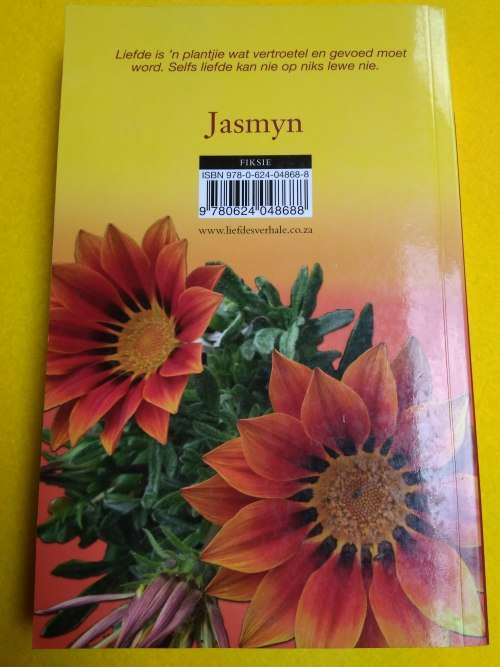 Liefde is 'n plantjie wat vertroetel en gevoed moet
word. Selfs liefde kan nie op niks lewe nie.
Jasmyn
FIKSIE
ISBN 978-0-624-04868-8
9 780624 048688
www.liefdesverhale.co.za